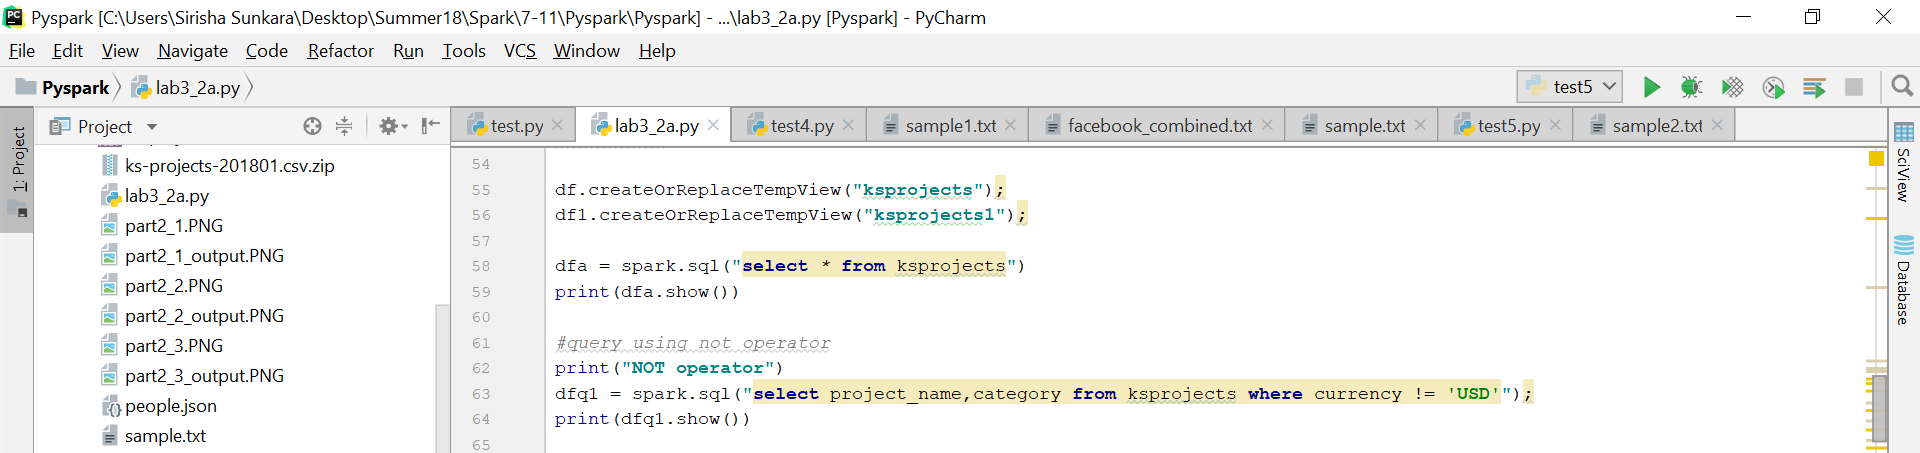 Pyspark [C:\Users\Sirisha Sunkara\Desktop\Summer18\Spark\7-11\Pyspark\Pyspark] - ...\lab3_2a.py [Pyspark] - PyCharm
File Edit View Navigate Code Refactor Run Tools VCS Window Help
Pyspark lab3_2a.py test5
1: Project
Project
test.py lab3_2a.py test4.py sample1.txt facebook_combined.txt sample.txt test5.py sample2.txt
ks-projects-201801.csv.zip
lab3_2a.py
part2_1.PNG
part2_1_output.PNG
part2_2.PNG
part2_2_output.PNG
part2_3.PNG
part2_3_output.PNG
people.json
sample.txt
54
55 df.createOrReplaceTempView("ksprojects");
56 df1.createOrReplaceTempView("ksprojects1");
57
58 dfa = spark.sql("select * from ksprojects")
59 print(dfa.show())
60
61 #query using not operator
62 print("NOT operator")
63 dfq1 = spark.sql("select project_name,category from ksprojects where currency != 'USD'");
64 print(dfq1.show())
65
SciView
Database